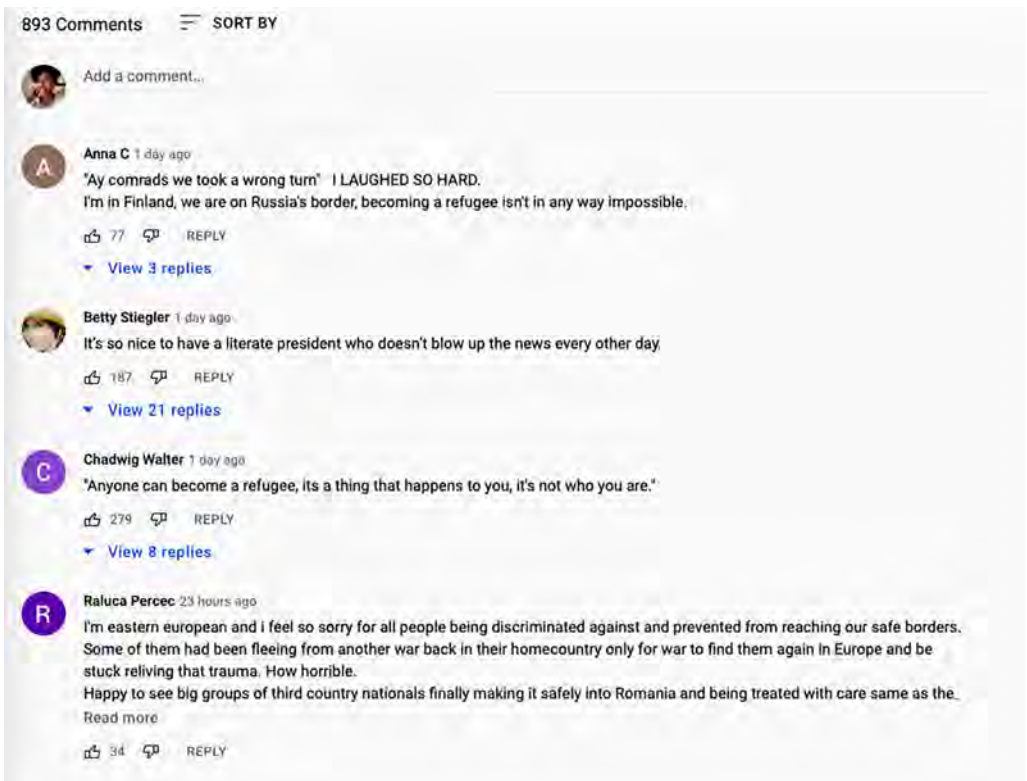 893 Comments SORT BY
Add a comment...
A
Anna C 1 day ago
"Ay comrads we took a wrong turn" I LAUGHED SO HARD.
I'm in Finland, we are on Russia's border, becoming a refugee isn't in any way impossible.
77 REPLY
View 3 replies
Betty Stiegler 1 day ago
It's so nice to have a literate president who doesn't blow up the news every other day.
187 REPLY
View 21 replies
C
Chadwig Walter 1 day ago
"Anyone can become a refugee, its a thing that happens to you, it's not who you are."
279 REPLY
View 8 replies
R
Raluca Percec 23 hours ago
I'm eastern european and i feel so sorry for all people being discriminated against and prevented from reaching our safe borders.
Some of them had been fleeing from another war back in their homecountry only for war to find them again in Europe and be
stuck reliving that trauma. How horrible.
Happy to see big groups of third country nationals finally making it safely into Romania and being treated with care same as the...
Read more
34 REPLY